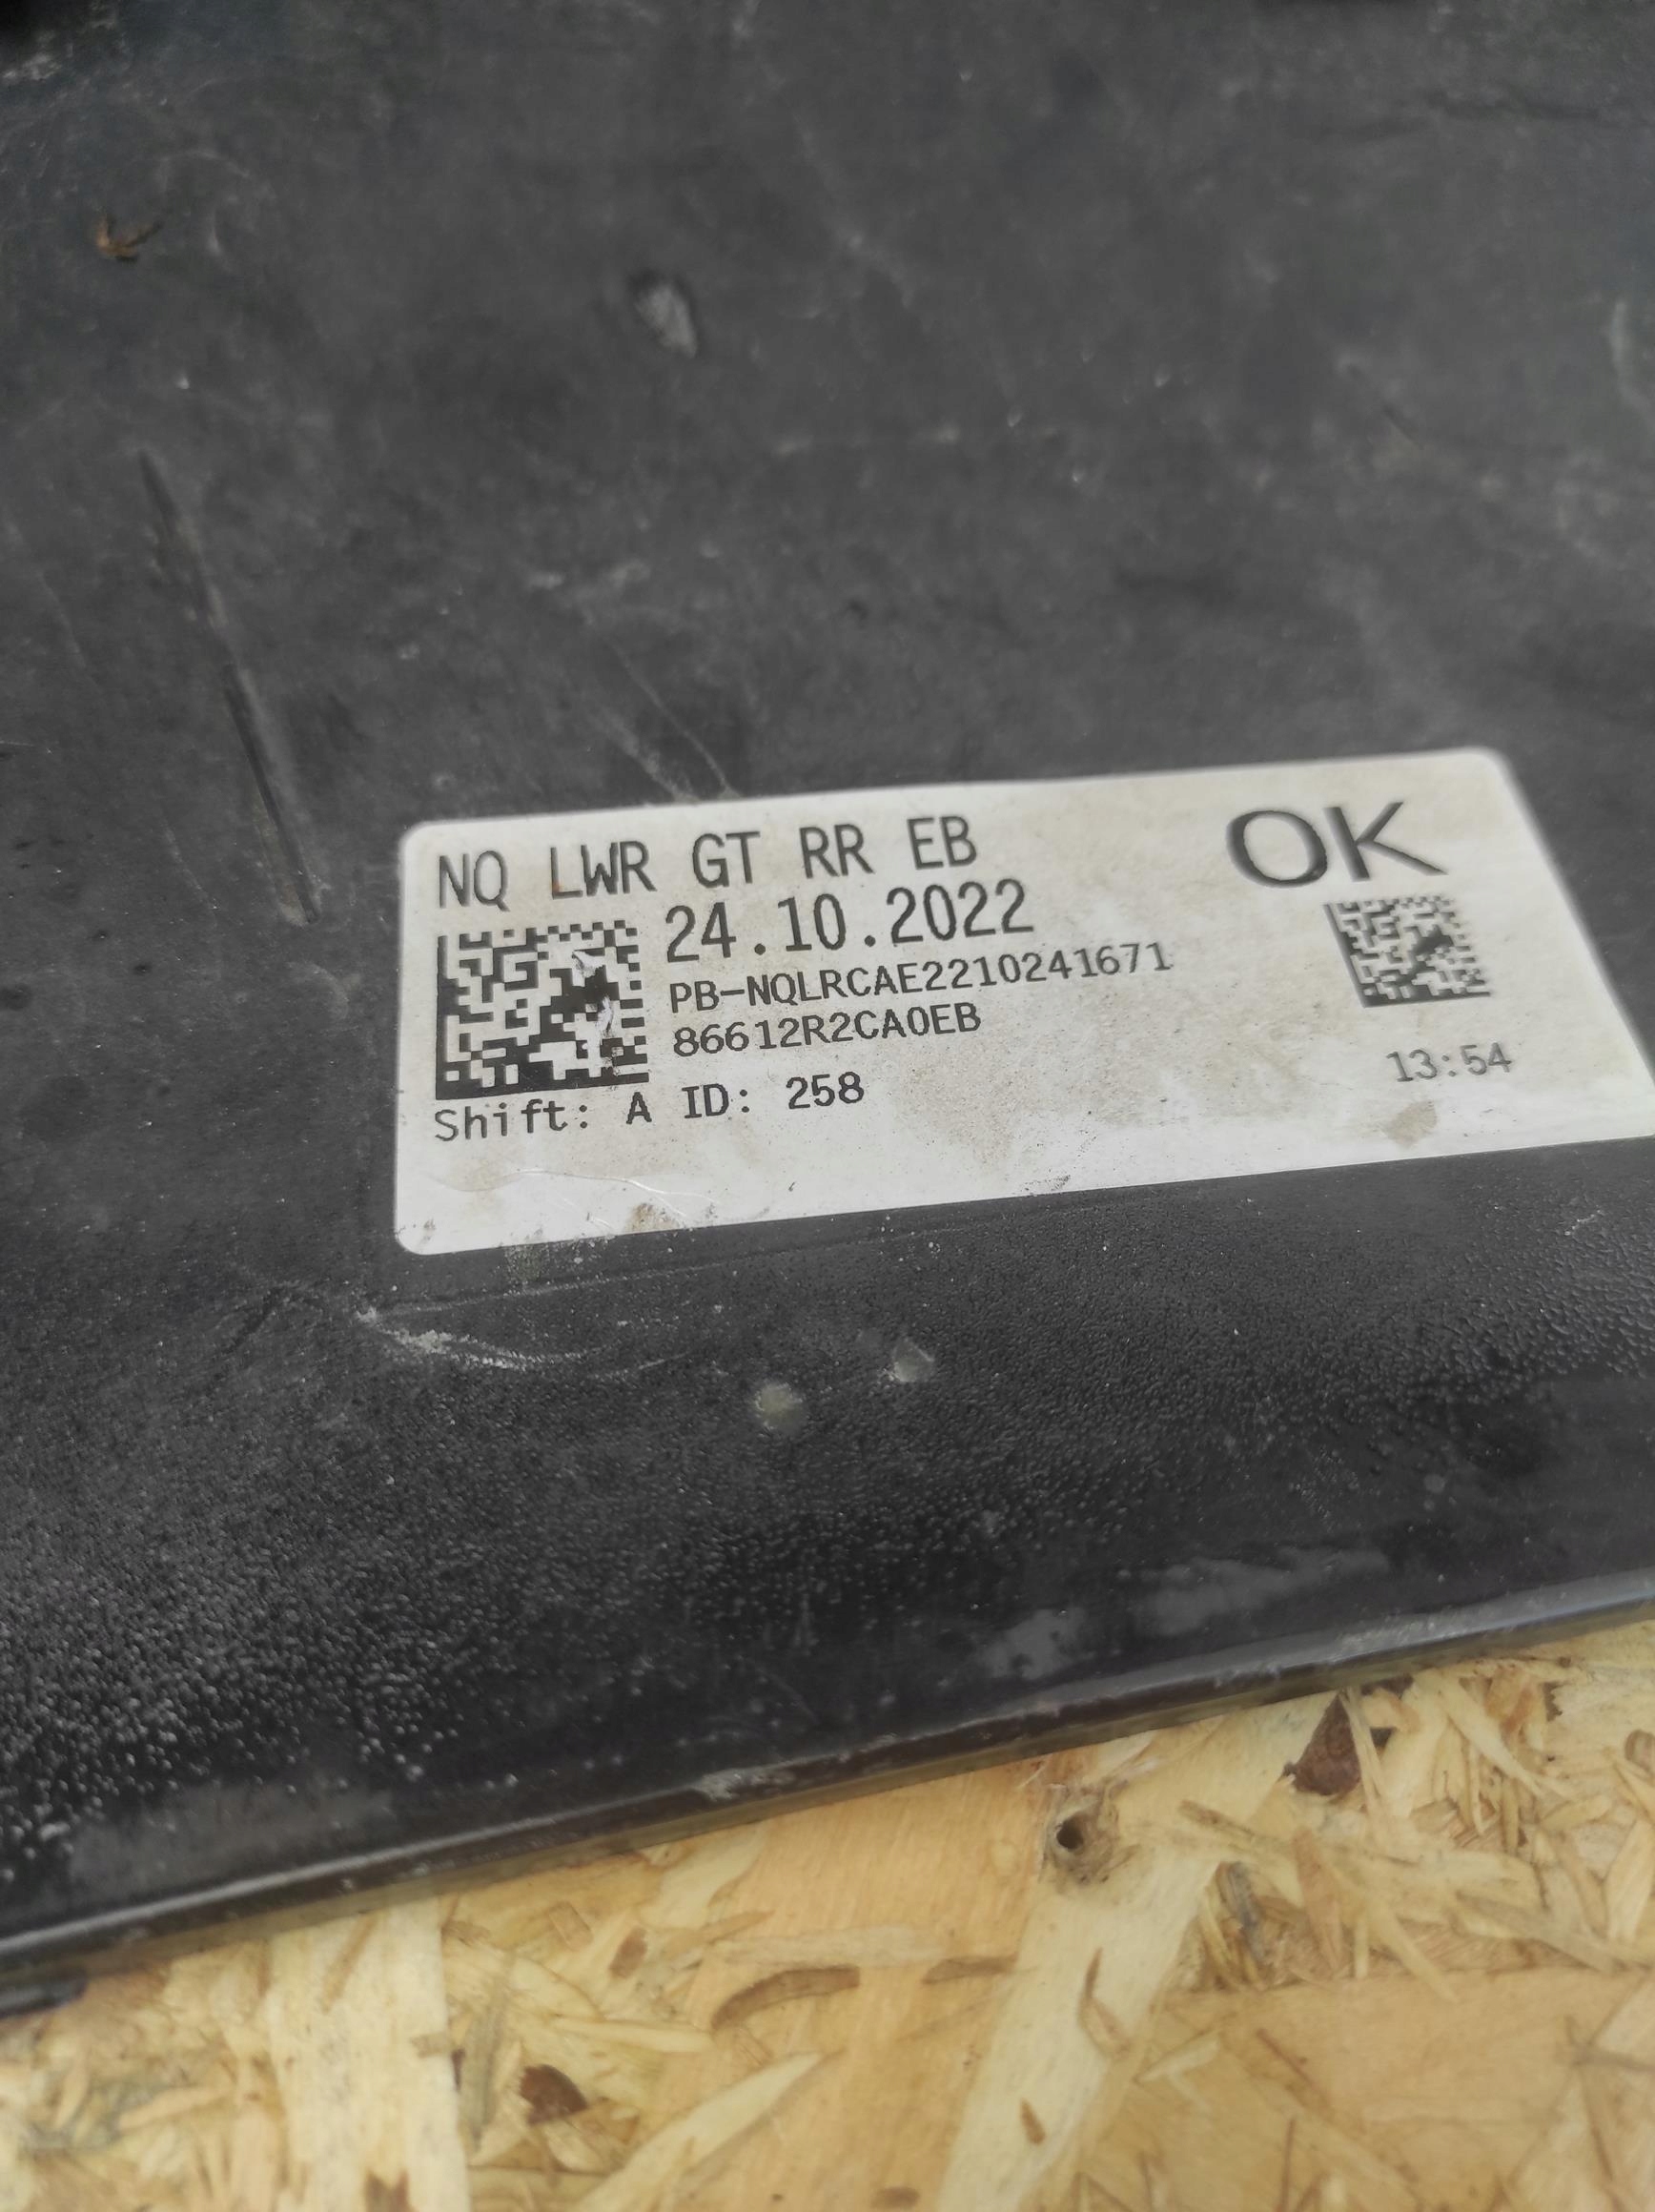 NQ LWR GT RR EB
OK
24.10.2022
PB-NQLRCAE2210241671
86612R2CA0EB
13:54
Shift: A ID: 258